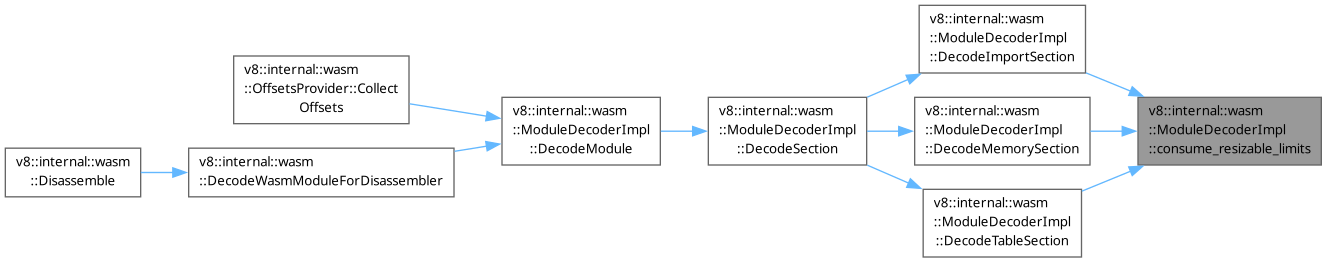 v8::internal::wasm
::Disassemble
v8::internal::wasm
::OffsetsProvider::Collect
Offsets
v8::internal::wasm
::DecodeWasmModuleForDisassembler
v8::internal::wasm
::ModuleDecoderImpl
::DecodeModule
v8::internal::wasm
::ModuleDecoderImpl
::DecodeSection
v8::internal::wasm
::ModuleDecoderImpl
::DecodeImportSection
v8::internal::wasm
::ModuleDecoderImpl
::DecodeMemorySection
v8::internal::wasm
::ModuleDecoderImpl
::DecodeTableSection
v8::internal::wasm
::ModuleDecoderImpl
::consume_resizable_limits